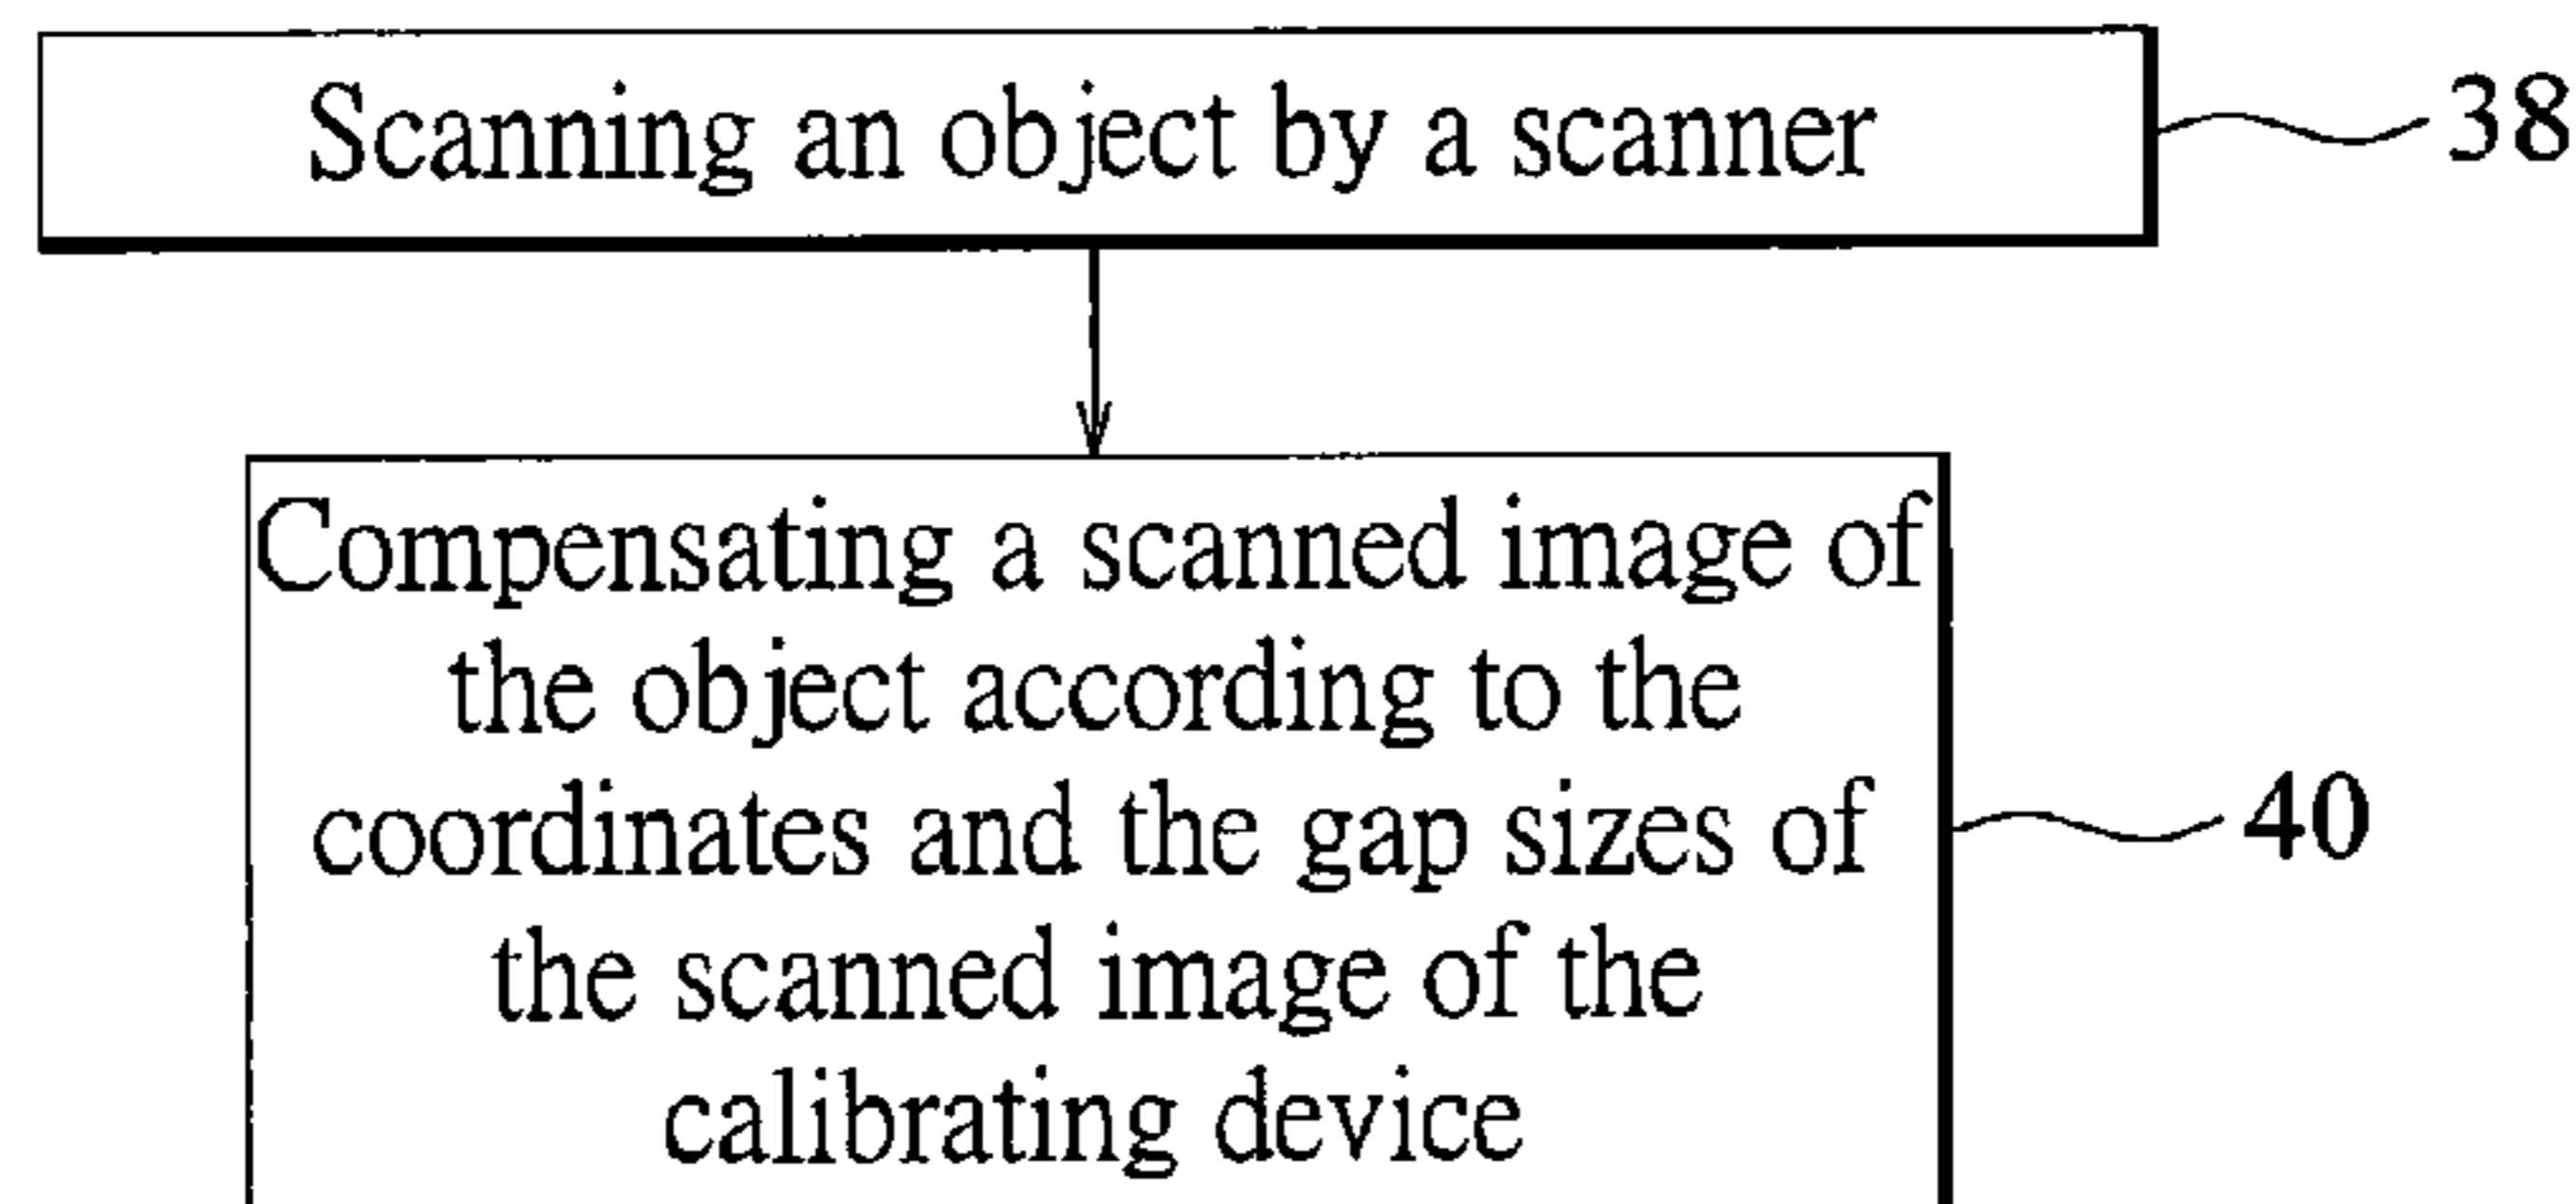 Scanning an object by a scanner
38
Compensating a scanned image of
the object according to the
coordinates and the gap sizes of
40
the scanned image of the
calibrating device